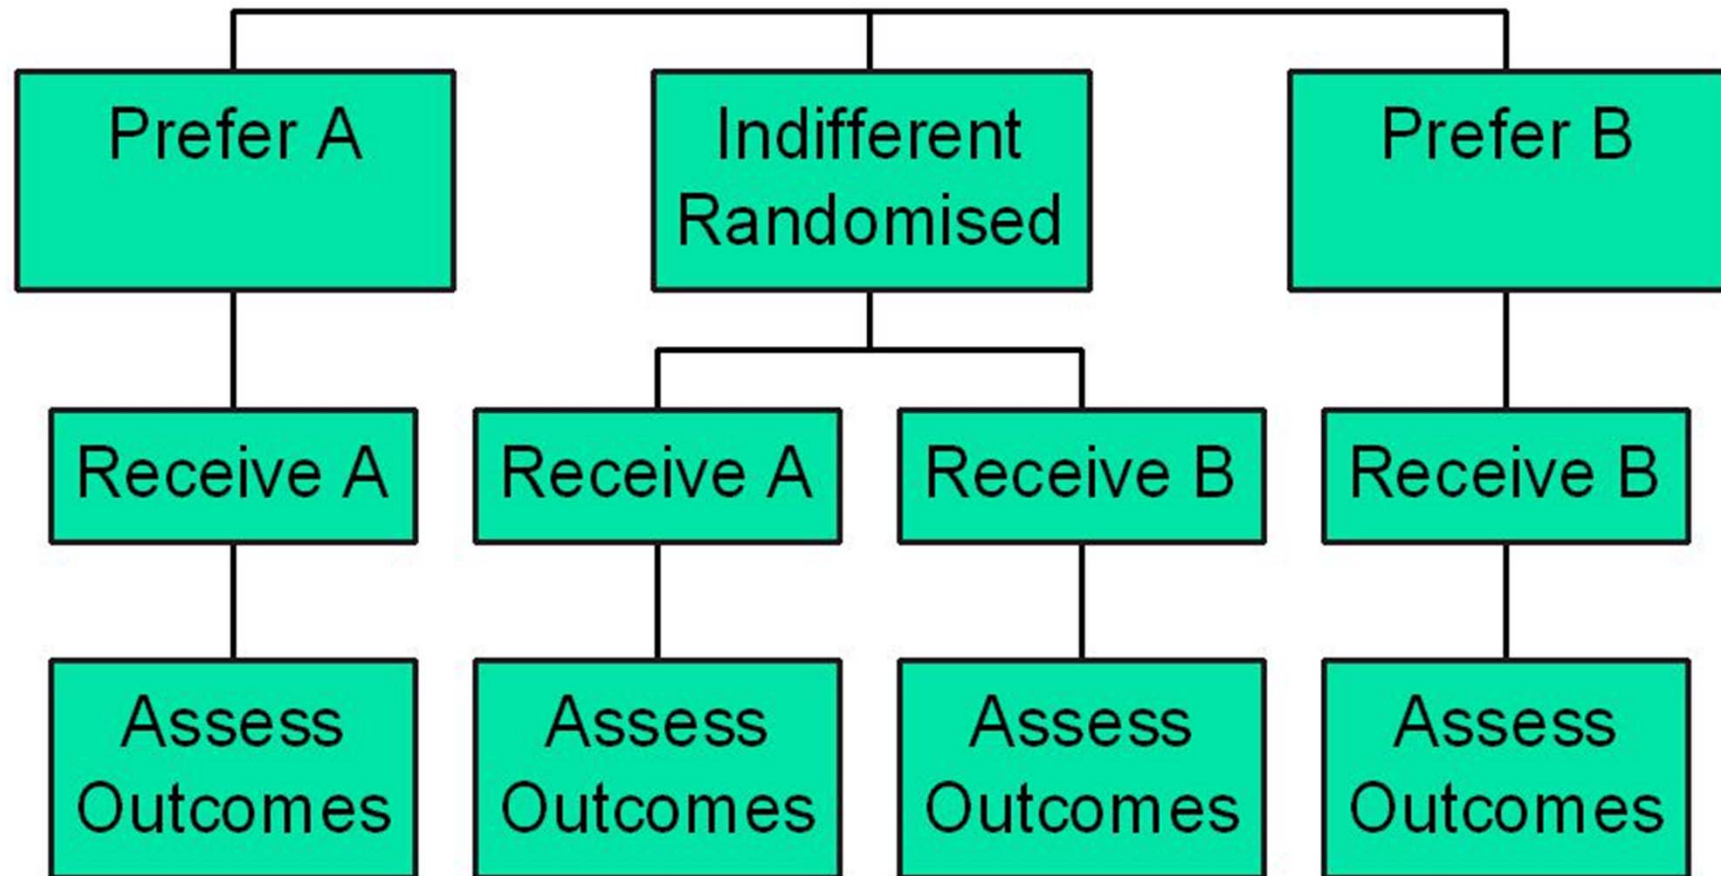 Prefer A
Indifferent
Randomised
Prefer B
Receive A
Receive A
Receive B
Receive B
Assess
Outcomes
Assess
Outcomes
Assess
Outcomes
Assess
Outcomes